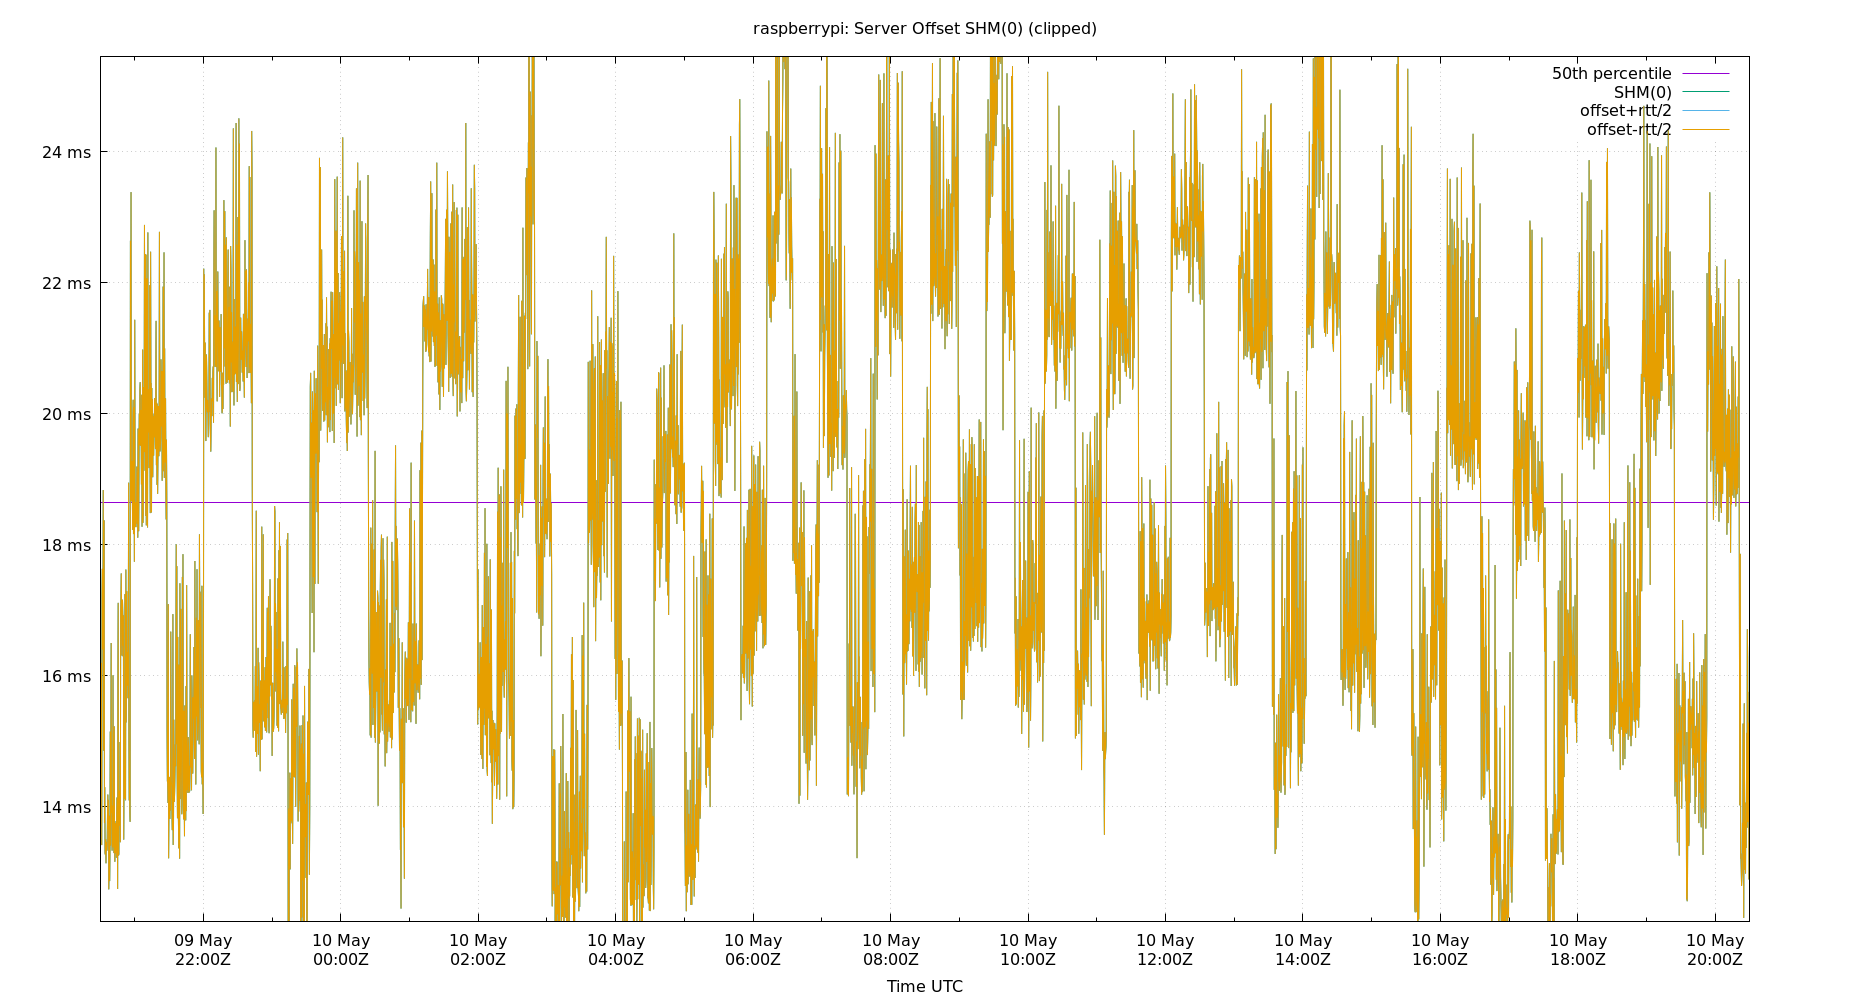 raspberrypi: Server Offset SHM(0) (clipped)
50th percentile
SHM(0)
offset+rtt/2
offset-rtt/2
24 ms
22 ms
20 ms
18 ms
16 ms
14 ms
09 May 10 May 10 May 10 May 10 May 10 May 10 May 10 May 10 May 10 May 10 May 10 May
22:00Z 00:00Z 02:00Z 04:00Z 06:00Z 08:00Z 10:00Z 12:00Z 14:00Z 16:00Z 18:00Z 20:00Z
Time UTC